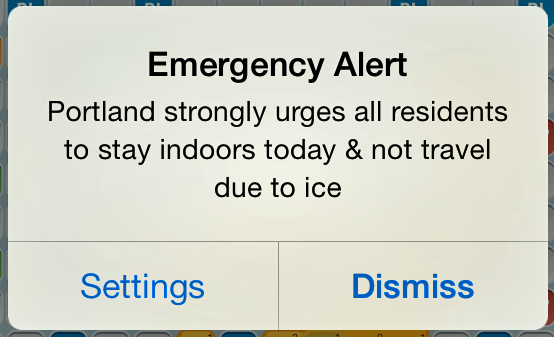 Emergency Alert
Portland strongly urges all residents
to stay indoors today & not travel
due to ice
Settings
Dismiss